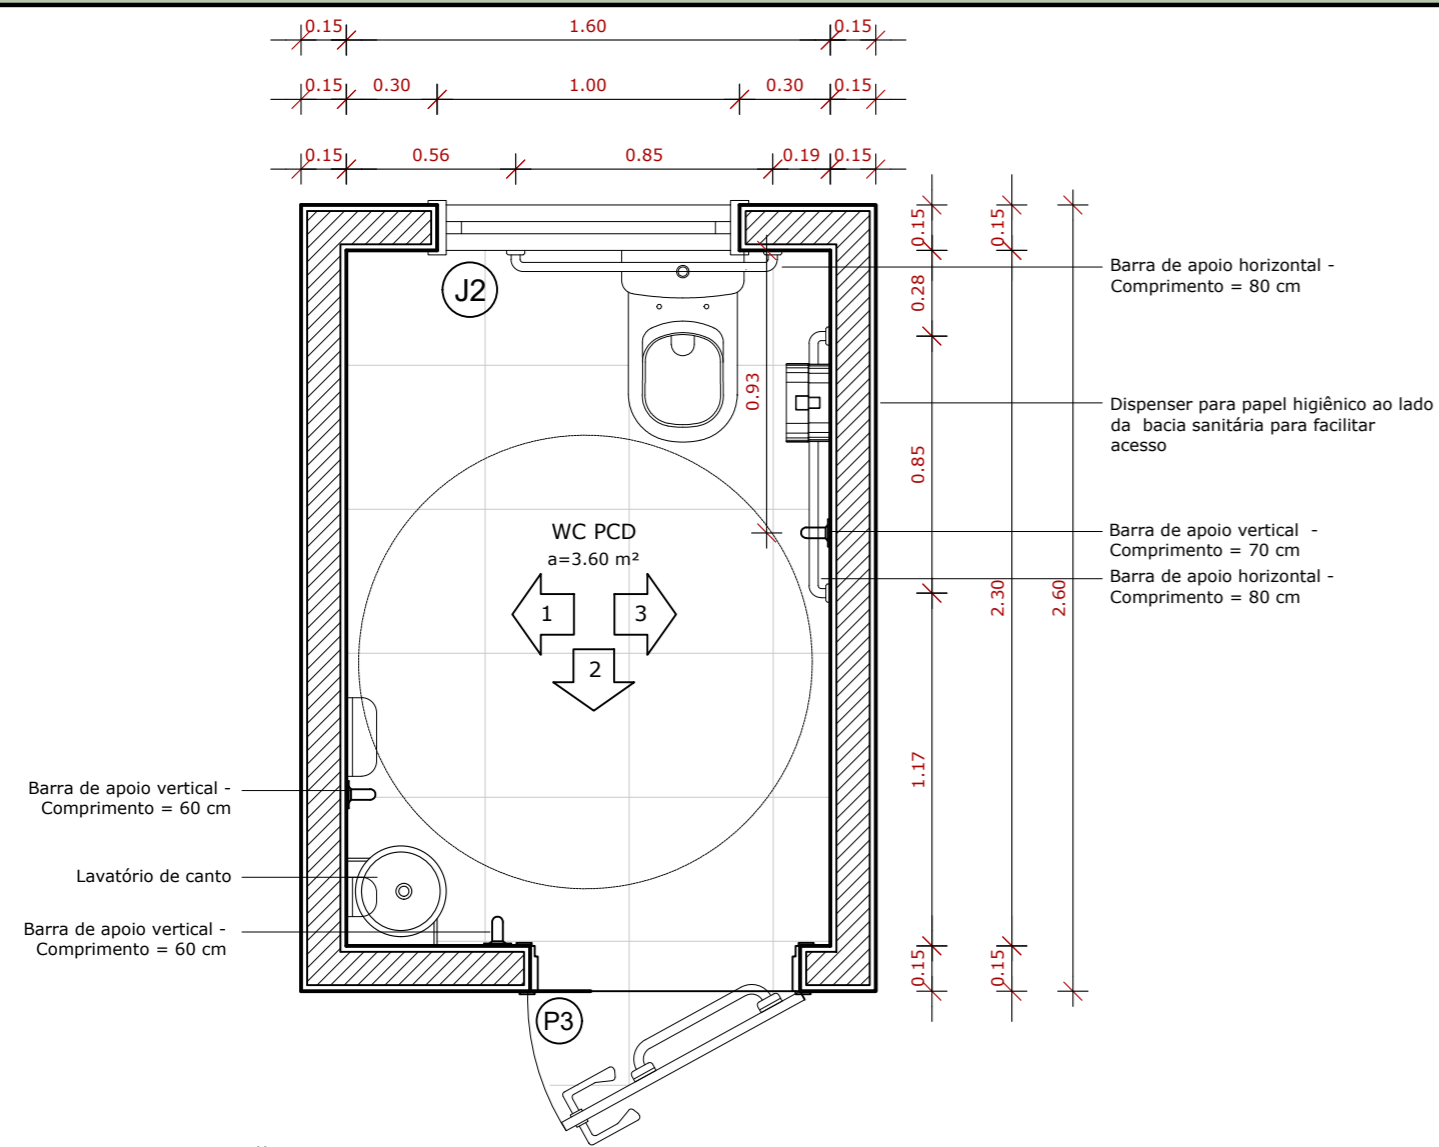 0.15 1.60 0.15
0.15 0.30 1.00 0.30 0.15
0.15 0.56 0.85 0.19 0.15
0.15
0.15
J2
Barra de apoio horizontal -
Comprimento = 80 cm
0.28
0.93
Dispenser para papel higiênico ao lado
da bacia sanitária para facilitar
acesso
0.85
WC PCD
a=3.60 m²
Barra de apoio vertical -
Comprimento = 70 cm
Barra de apoio horizontal -
Comprimento = 80 cm
2.30
2.60
1
3
2
1.17
Barra de apoio vertical -
Comprimento = 60 cm
Lavatório de canto
Barra de apoio vertical -
Comprimento = 60 cm
0.15
0.15
P3